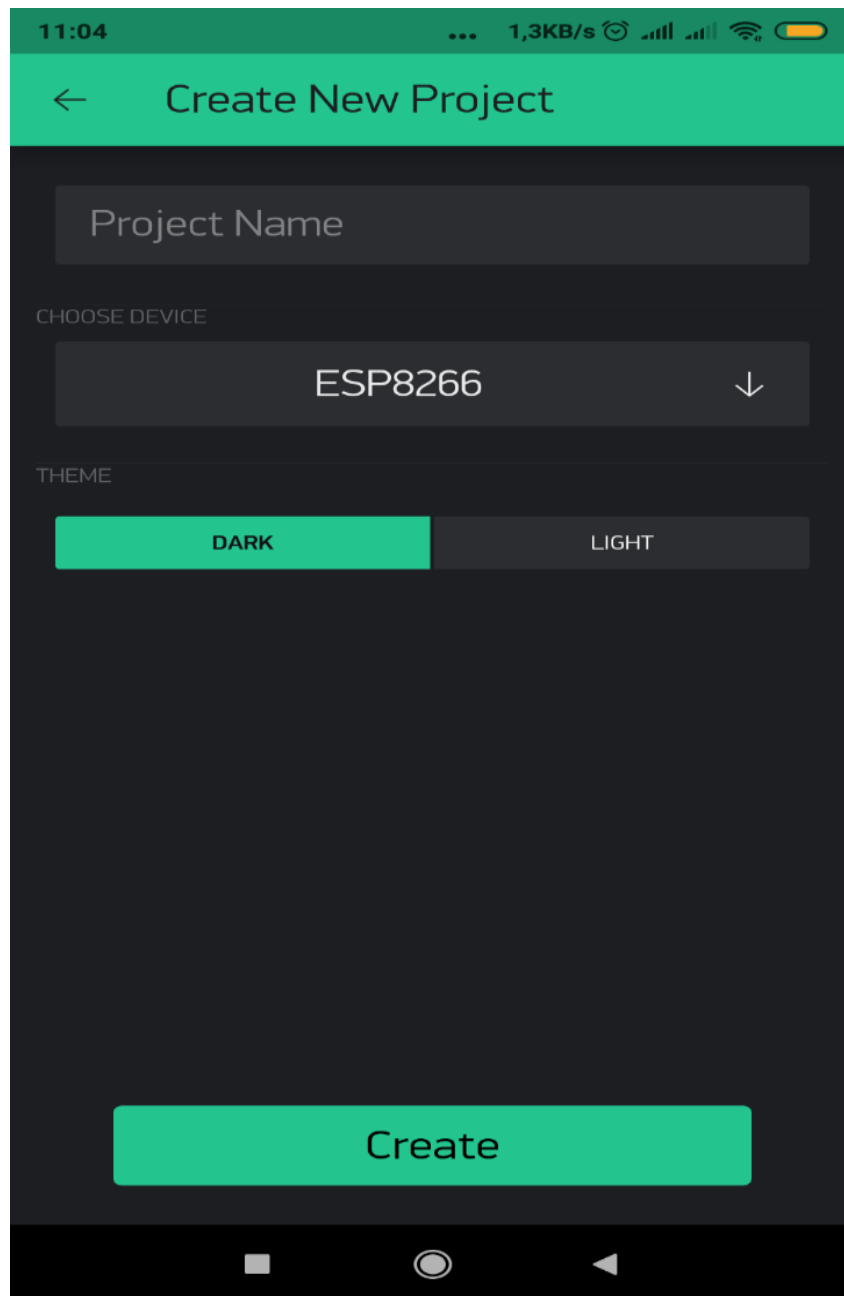 11:04 ... 1,3KB/s
Create New Project
Project Name
CHOOSE DEVICE
ESP8266
THEME
DARK LIGHT
Create